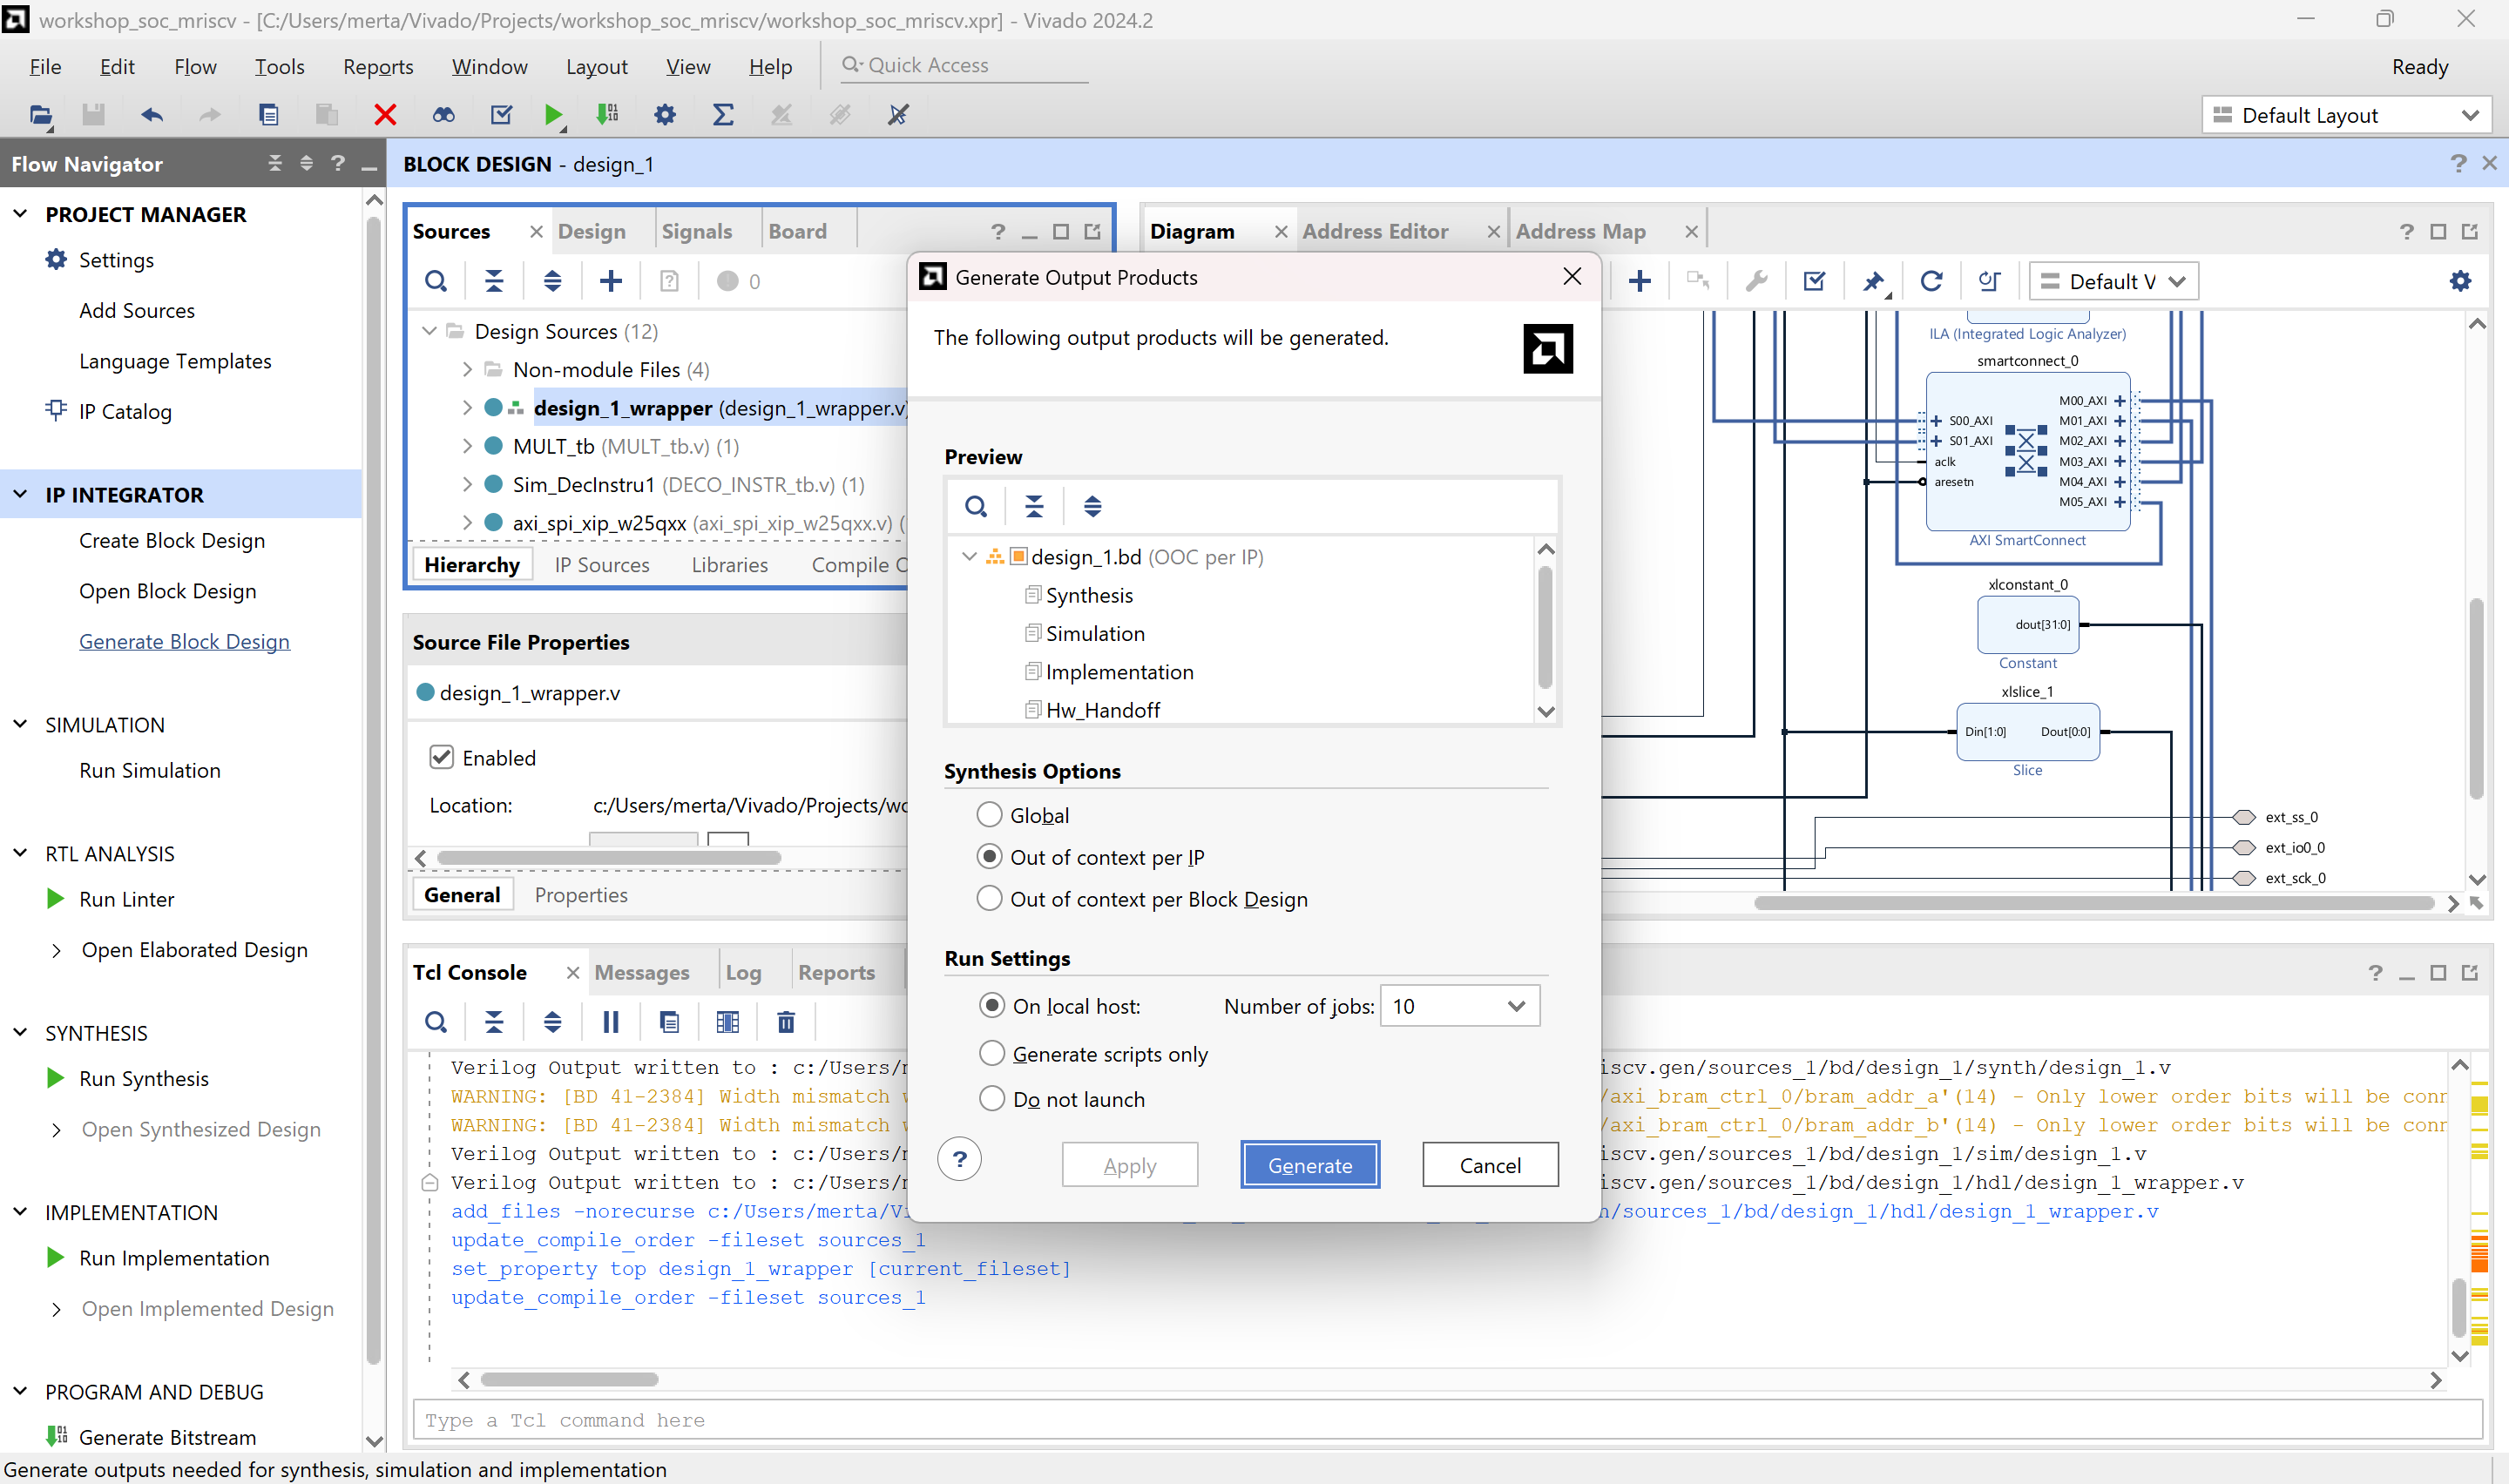 workshop_soc_mriscv - [C:/Users/merta/Vivado/Projects/workshop_soc_mriscv/workshop_soc_mriscv.xpr] - Vivado 2024.2
File Edit Flow Tools Reports Window Layout View Help Quick Access Ready
Default Layout
Flow Navigator ?
PROJECT MANAGER
Settings
Add Sources
Language Templates
IP Catalog
IP INTEGRATOR
Create Block Design
Open Block Design
Generate Block Design
SIMULATION
Run Simulation
RTL ANALYSIS
Run Linter
Open Elaborated Design
SYNTHESIS
Run Synthesis
Open Synthesized Design
IMPLEMENTATION
Run Implementation
Open Implemented Design
PROGRAM AND DEBUG
Generate Bitstream
BLOCK DESIGN - design_1 ?
Sources Design Signals Board ?
0
Design Sources (12)
Non-module Files (4)
design_1_wrapper (design_1_wrapper.v)
MULT_tb (MULT_tb.v) (1)
Sim_DecInstru1 (DECO_INSTR_tb.v) (1)
axi_spi_xip_w25qxx (axi_spi_xip_w25qxx.v) (
Hierarchy IP Sources Libraries Compile
Source File Properties
design_1_wrapper.v
Enabled
Location: c:/Users/merta/Vivado/Projects/wo
General Properties
Diagram Address Editor Address Map ?
Default V
ILA (Integrated Logic Analyzer)
smartconnect_0
M00_AXI
S00_AXI M01_AXI
S01_AXI M02_AXI
aclk M03_AXI
aresetn M04_AXI
M05_AXI
AXI SmartConnect
xlconstant_0
dout[31:0]
Constant
xlslice_1
Din[1:0] Dout[0:0]
Slice
ext_ss_0
ext_io0_0
ext_sck_0
Generate Output Products
The following output products will be generated.
Preview
design_1.bd (OOC per IP)
Synthesis
Simulation
Implementation
Hw_Handoff
Synthesis Options
Global
Out of context per IP
Out of context per Block Design
Run Settings
On local host: Number of jobs: 10
Generate scripts only
Do not launch
? Apply Generate Cancel
Tcl Console Messages Log Reports ?
Verilog Output written to : c:/Users/ iscv.gen/sources_1/bd/design_1/synth/design_1.v
WARNING: [BD 41-2384] Width mismatch /axi_bram_ctrl_0/bram_addr_a'(14) - Only lower order bits will be conn
WARNING: [BD 41-2384] Width mismatch /axi_bram_ctrl_0/bram_addr_b'(14) - Only lower order bits will be conn
Verilog Output written to : c:/Users/ iscv.gen/sources_1/bd/design_1/sim/design_1.v
Verilog Output written to : c:/Users/ iscv.gen/sources_1/bd/design_1/hdl/design_1_wrapper.v
add_files -norecurse c:/Users/merta/Vi /sources_1/bd/design_1/hdl/design_1_wrapper.v
update_compile_order -fileset sources_1
set_property top design_1_wrapper [current_fileset]
update_compile_order -fileset sources_1
Type a Tcl command here
Generate outputs needed for synthesis, simulation and implementation